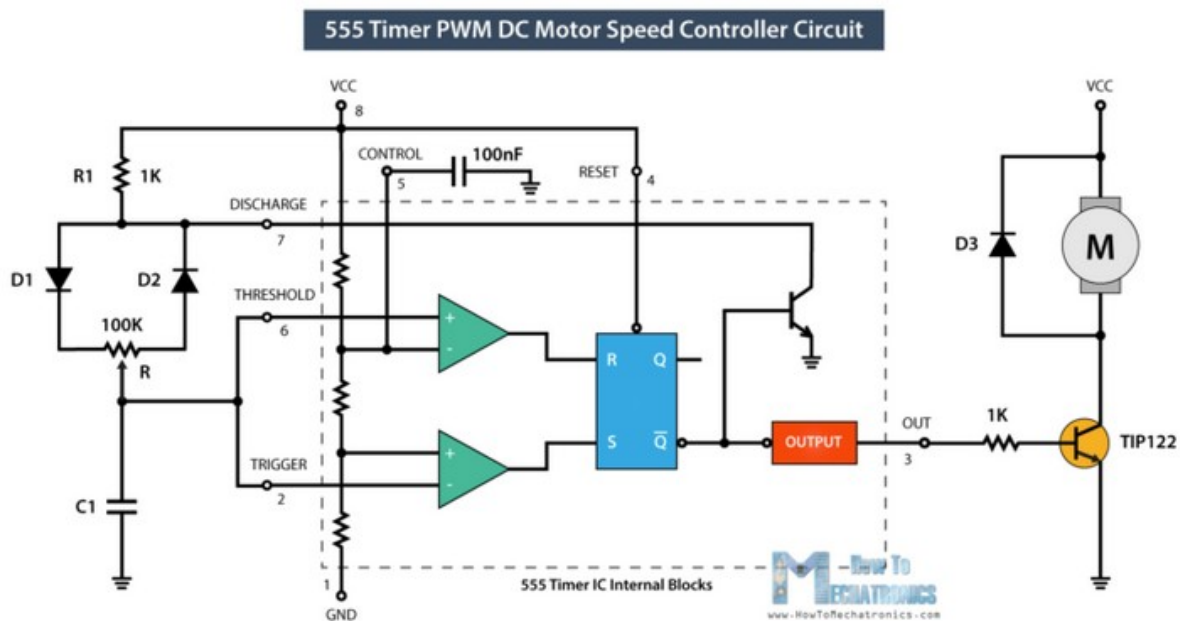 555 Timer PWM DC Motor Speed Controller Circuit
VCC
8
VCC
R1
1K
CONTROL
5
100nF
RESET
4
DISCHARGE
7
D1
D2
D3
M
THRESHOLD
6
100K
R
+
-
R
Q
S
Q̅
OUTPUT
OUT
3
1K
TIP122
+
-
TRIGGER
2
C1
1
GND
555 Timer IC Internal Blocks
How To
MECHATRONICS
www.HowToMechatronics.com